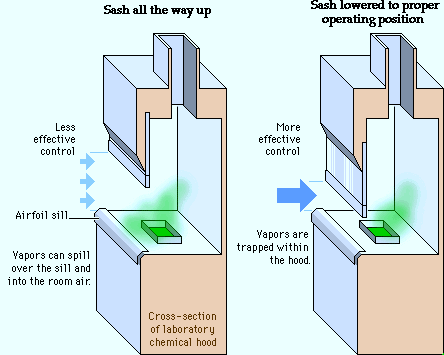 Sash all the way up
Sash lowered to proper
operating position
Less
effective
control
Airfoil sill
Vapors can spill
over the sill and
into the room air.
Cross-section
of laboratory
chemical hood
More
effective
control
Vapors are
trapped within
the hood.